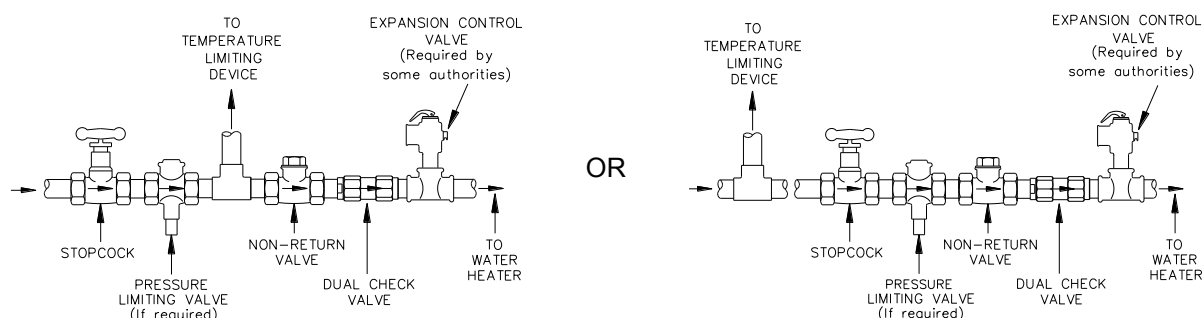 TO
TEMPERATURE
LIMITING
DEVICE
EXPANSION CONTROL
VALVE
(Required by
some authorities)
STOPCOCK
PRESSURE
LIMITING VALVE
(If required)
NON-RETURN
VALVE
DUAL CHECK
VALVE
TO
WATER
HEATER
OR
TO
TEMPERATURE
LIMITING
DEVICE
EXPANSION CONTROL
VALVE
(Required by
some authorities)
STOPCOCK
PRESSURE
LIMITING VALVE
(If required)
NON-RETURN
VALVE
DUAL CHECK
VALVE
TO
WATER
HEATER